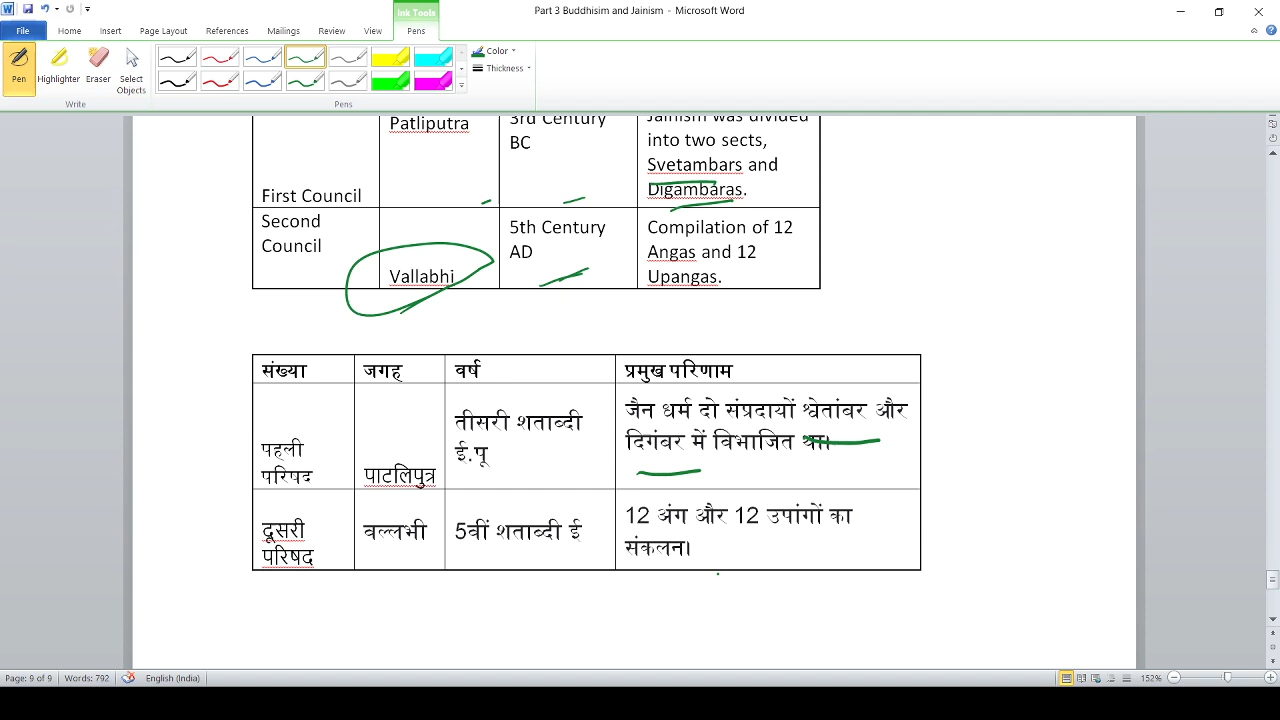 Part 3 Buddhisim and Jainism - Microsoft Word
Ink Tools
File Home Insert Page Layout References Mailings Review View Pens
Pen Highlighter Eraser Select Objects
Color
Thickness
Write Pens
Patliputra
3rd Century
BC
Jainism was divided
into two sects,
Svetambars and
Digambaras.
First Council
Second
Council
Vallabhi
5th Century
AD
Compilation of 12
Angas and 12
Upangas.
संख्या जगह वर्ष प्रमुख परिणाम
पहली
परिषद
पाटलिपुत्र
तीसरी शताब्दी
ई.पू
जैन धर्म दो संप्रदायों श्वेतांबर और
दिगंबर में विभाजित था।
दूसरी
परिषद
वल्लभी
5वीं शताब्दी ई
12 अंग और 12 उपांगों का
संकलन।
Page: 9 of 9 Words: 792 English (India) 152%